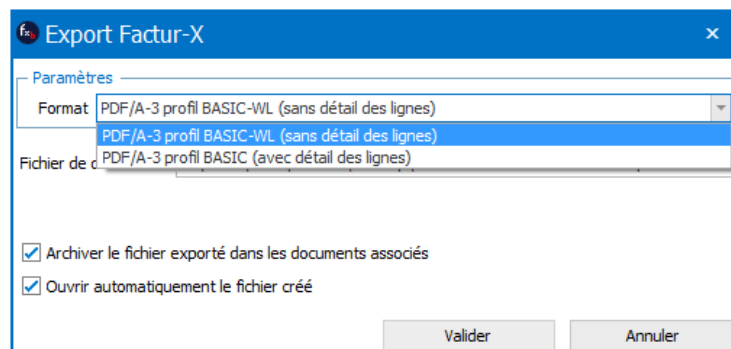 Export Factur-X
Paramètres
Format PDF/A-3 profil BASIC-WL (sans détail des lignes)
PDF/A-3 profil BASIC-WL (sans détail des lignes)
PDF/A-3 profil BASIC (avec détail des lignes)
Fichier de
Archiver le fichier exporté dans les documents associés
Ouvrir automatiquement le fichier créé
Valider Annuler